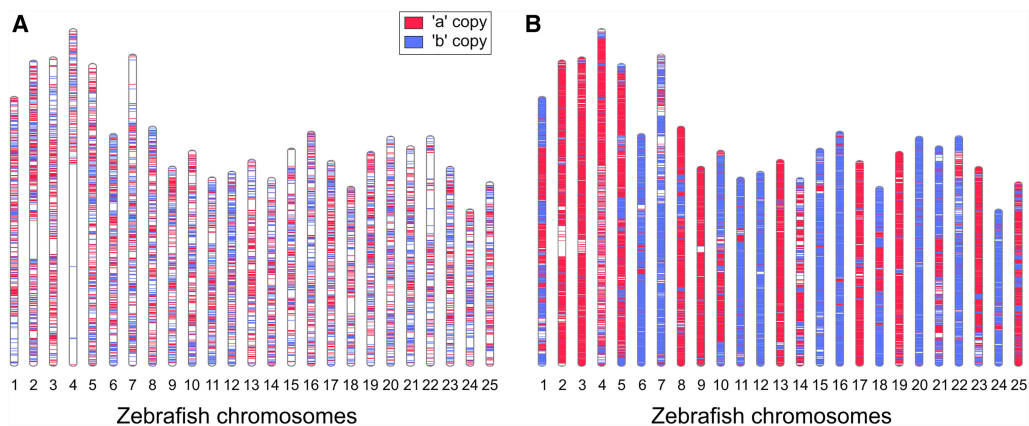 A
'a' copy
'b' copy
1 2 3 4 5 6 7 8 9 10 11 12 13 14 15 16 17 18 19 20 21 22 23 24 25
Zebrafish chromosomes
B
1 2 3 4 5 6 7 8 9 10 11 12 13 14 15 16 17 18 19 20 21 22 23 24 25
Zebrafish chromosomes